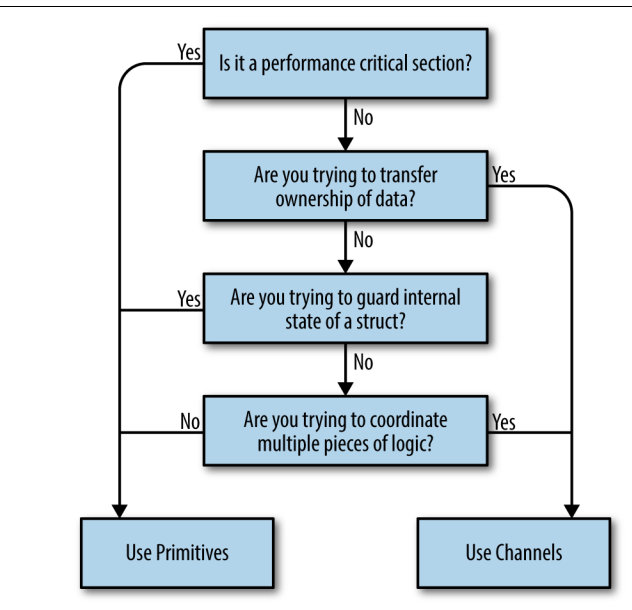 Yes
Is it a performance critical section?
No
Are you trying to transfer
ownership of data?
Yes
No
Yes
Are you trying to guard internal
state of a struct?
No
No
Are you trying to coordinate
multiple pieces of logic?
Yes
Use Primitives
Use Channels